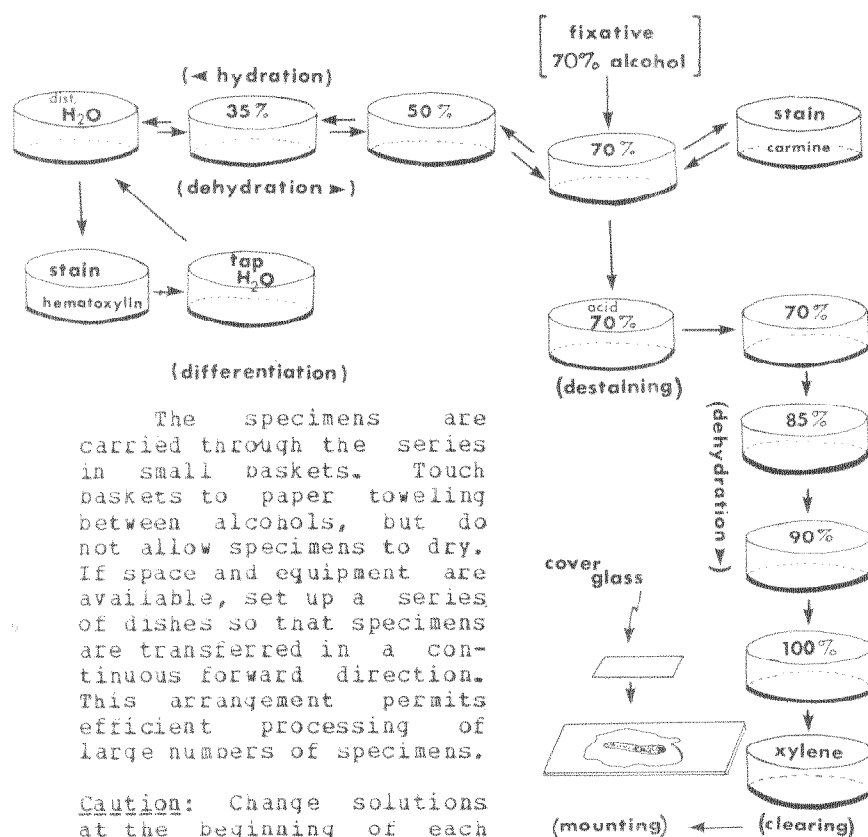 fixative
70% alcohol
(◄ hydration)
dist.
H₂O
35%
50%
70%
stain
carmine
(dehydration ►)
stain
hematoxylin
tap
H₂O
(differentiation)
acid
70%
(destaining)
70%
85%
(dehydration ►)
90%
100%
xylene
(clearing)
(mounting)
cover
glass
The specimens are
carried through the series
in small baskets. Touch
baskets to paper toweling
between alcohols, but do
not allow specimens to dry.
If space and equipment are
available, set up a series
of dishes so that specimens
are transferred in a con-
tinuous forward direction.
This arrangement permits
efficient processing of
large numbers of specimens.
Caution: Change solutions
at the beginning of each